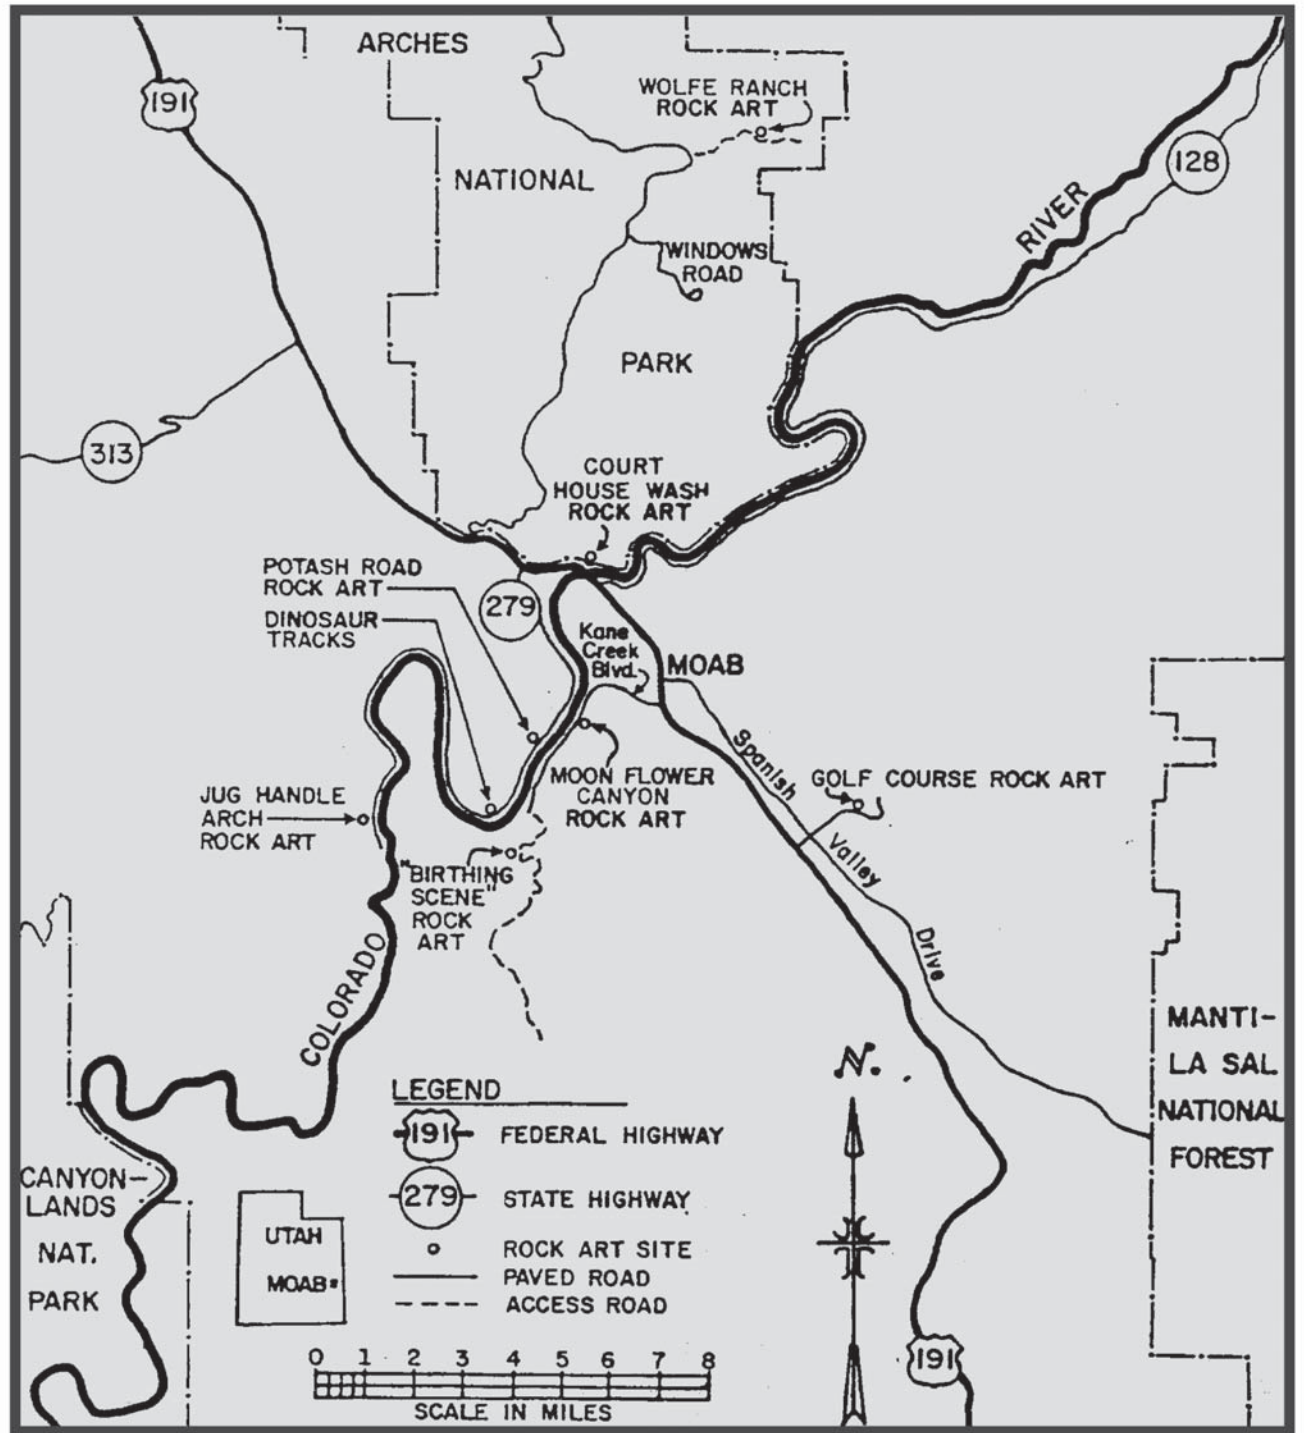 ARCHES
191
WOLFE RANCH
ROCK ART
128
NATIONAL
RIVER
WINDOWS
ROAD
PARK
313
COURT
HOUSE WASH
ROCK ART
POTASH ROAD
ROCK ART
279
DINOSAUR
TRACKS
Kane
Creek
Blvd.
MOAB
Spanish
Valley
Drive
MOON FLOWER
CANYON
ROCK ART
GOLF COURSE ROCK ART
JUG HANDLE
ARCH
ROCK ART
"BIRTHING
SCENE"
ROCK
ART
COLORADO
MANTI-
LA SAL
NATIONAL
FOREST
N.
CANYON-
LANDS
NAT.
PARK
UTAH
MOAB
LEGEND
191 FEDERAL HIGHWAY
279 STATE HIGHWAY
ROCK ART SITE
PAVED ROAD
ACCESS ROAD
0 1 2 3 4 5 6 7 8
SCALE IN MILES
191